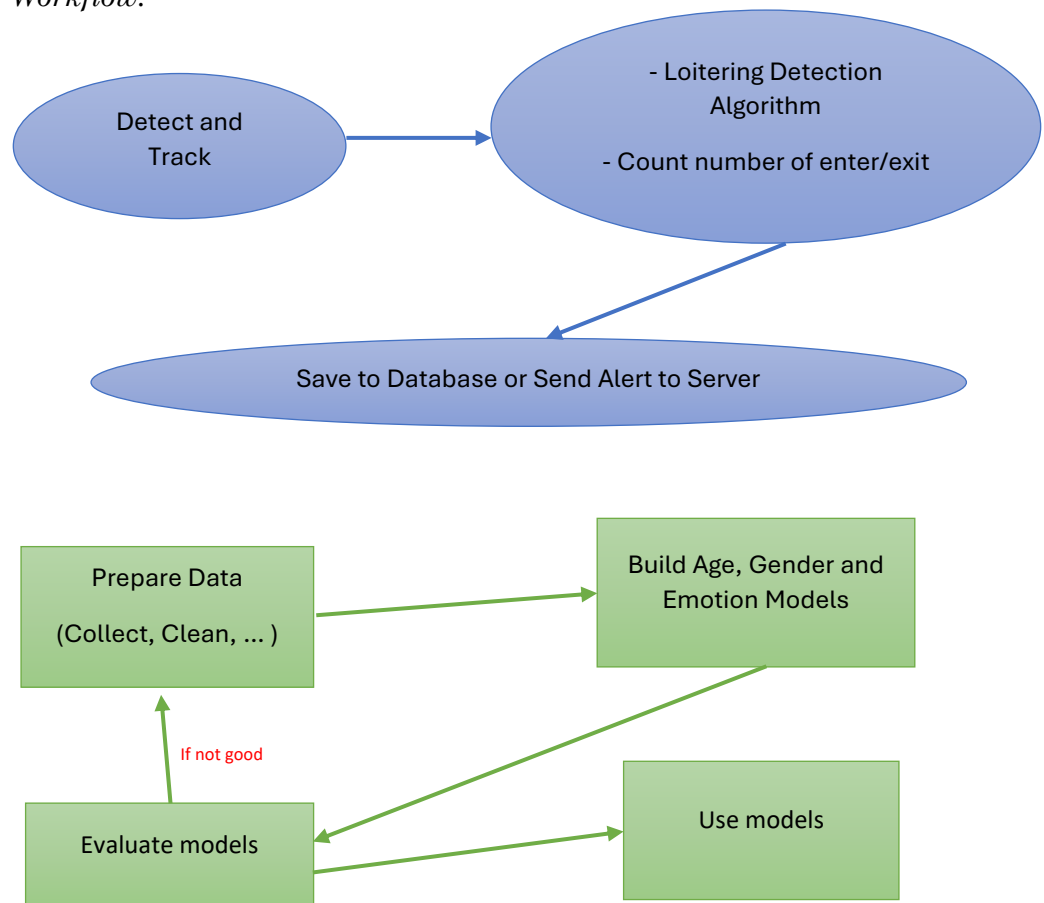 Workflow:
Detect and
Track
- Loitering Detection
Algorithm
- Count number of enter/exit
Save to Database or Send Alert to Server
Prepare Data
(Collect, Clean, ... )
Build Age, Gender and
Emotion Models
If not good
Evaluate models
Use models